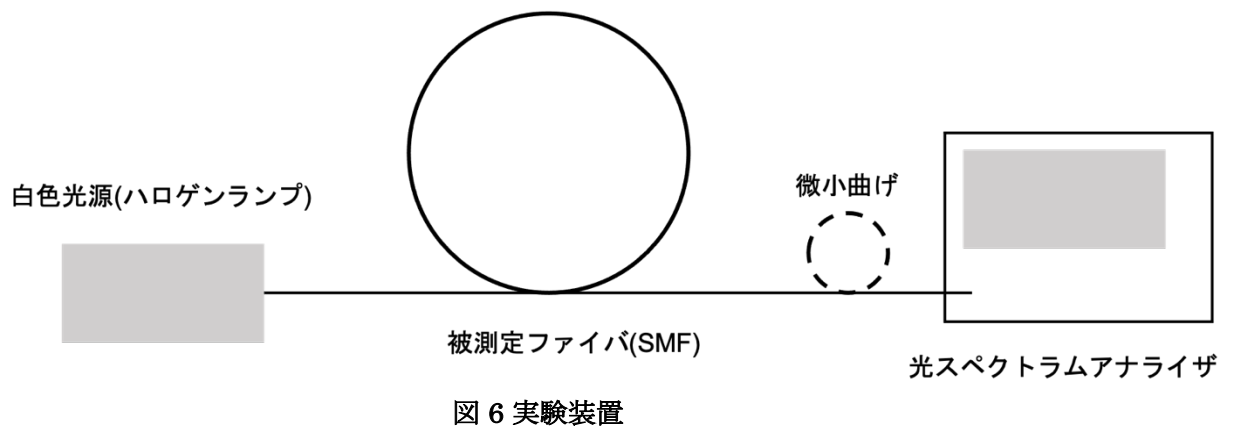 白色光源(ハロゲンランプ)
微小曲げ
被測定ファイバ(SMF)
光スペクトラムアナライザ
図 6 実験装置